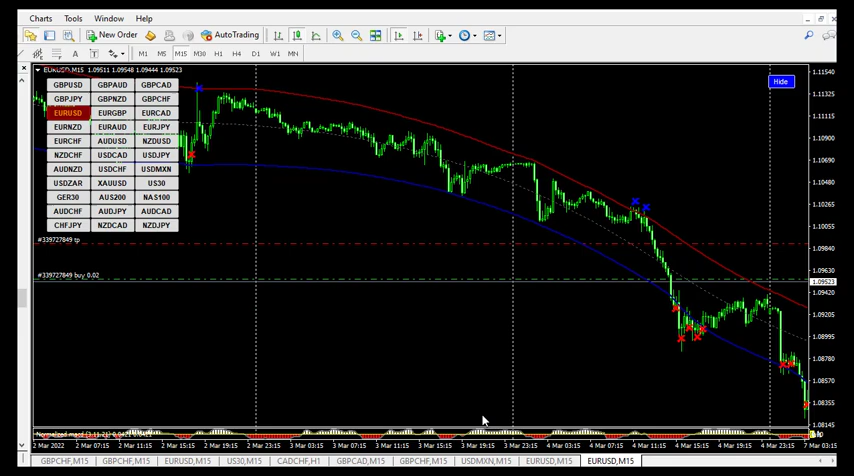 Charts Tools Window Help
New Order AutoTrading
A T M1 M5 M15 M30 H1 H4 D1 W1 MN
EURUSD,M15 1.09511 1.09548 1.09444 1.09523
Hide
GBPUSD GBPAUD GBPCAD
GBPJPY GBPNZD GBPCHF
EURUSD EURGBP EURCAD
EURNZD EURAUD EURJPY
EURCHF AUDUSD NZDUSD
NZDCHF USDCAD USDJPY
AUDNZD USDCHF USDMXN
USDZAR XAUUSD US30
GER30 AUS200 NAS100
AUDCHF AUDJPY AUDCAD
CHFJPY NZDCAD NZDJPY
#339727849 tp
#339727849 buy 0.02
1.11540
1.11325
1.11110
1.10900
1.10690
1.10480
1.10265
1.10055
1.09840
1.09630
1.09523
1.09420
1.09205
1.08995
1.08780
1.08570
1.08355
1.08145
2 Mar 2022 2 Mar 07:15 2 Mar 11:15 2 Mar 15:15 2 Mar 19:15 2 Mar 23:15 3 Mar 03:15 3 Mar 07:15 3 Mar 11:15 3 Mar 15:15 3 Mar 19:15 3 Mar 23:15 4 Mar 03:15 4 Mar 07:15 4 Mar 11:15 4 Mar 15:15 4 Mar 19:15 4 Mar 23:15 7 Mar 03:15
GBPCHF,M15 GBPCHF,M15 EURUSD,M15 US30,M15 CADCHF,H1 GBPCAD,M15 GBPCHF,M15 USDMXN,M15 EURUSD,M15 EURUSD,M15